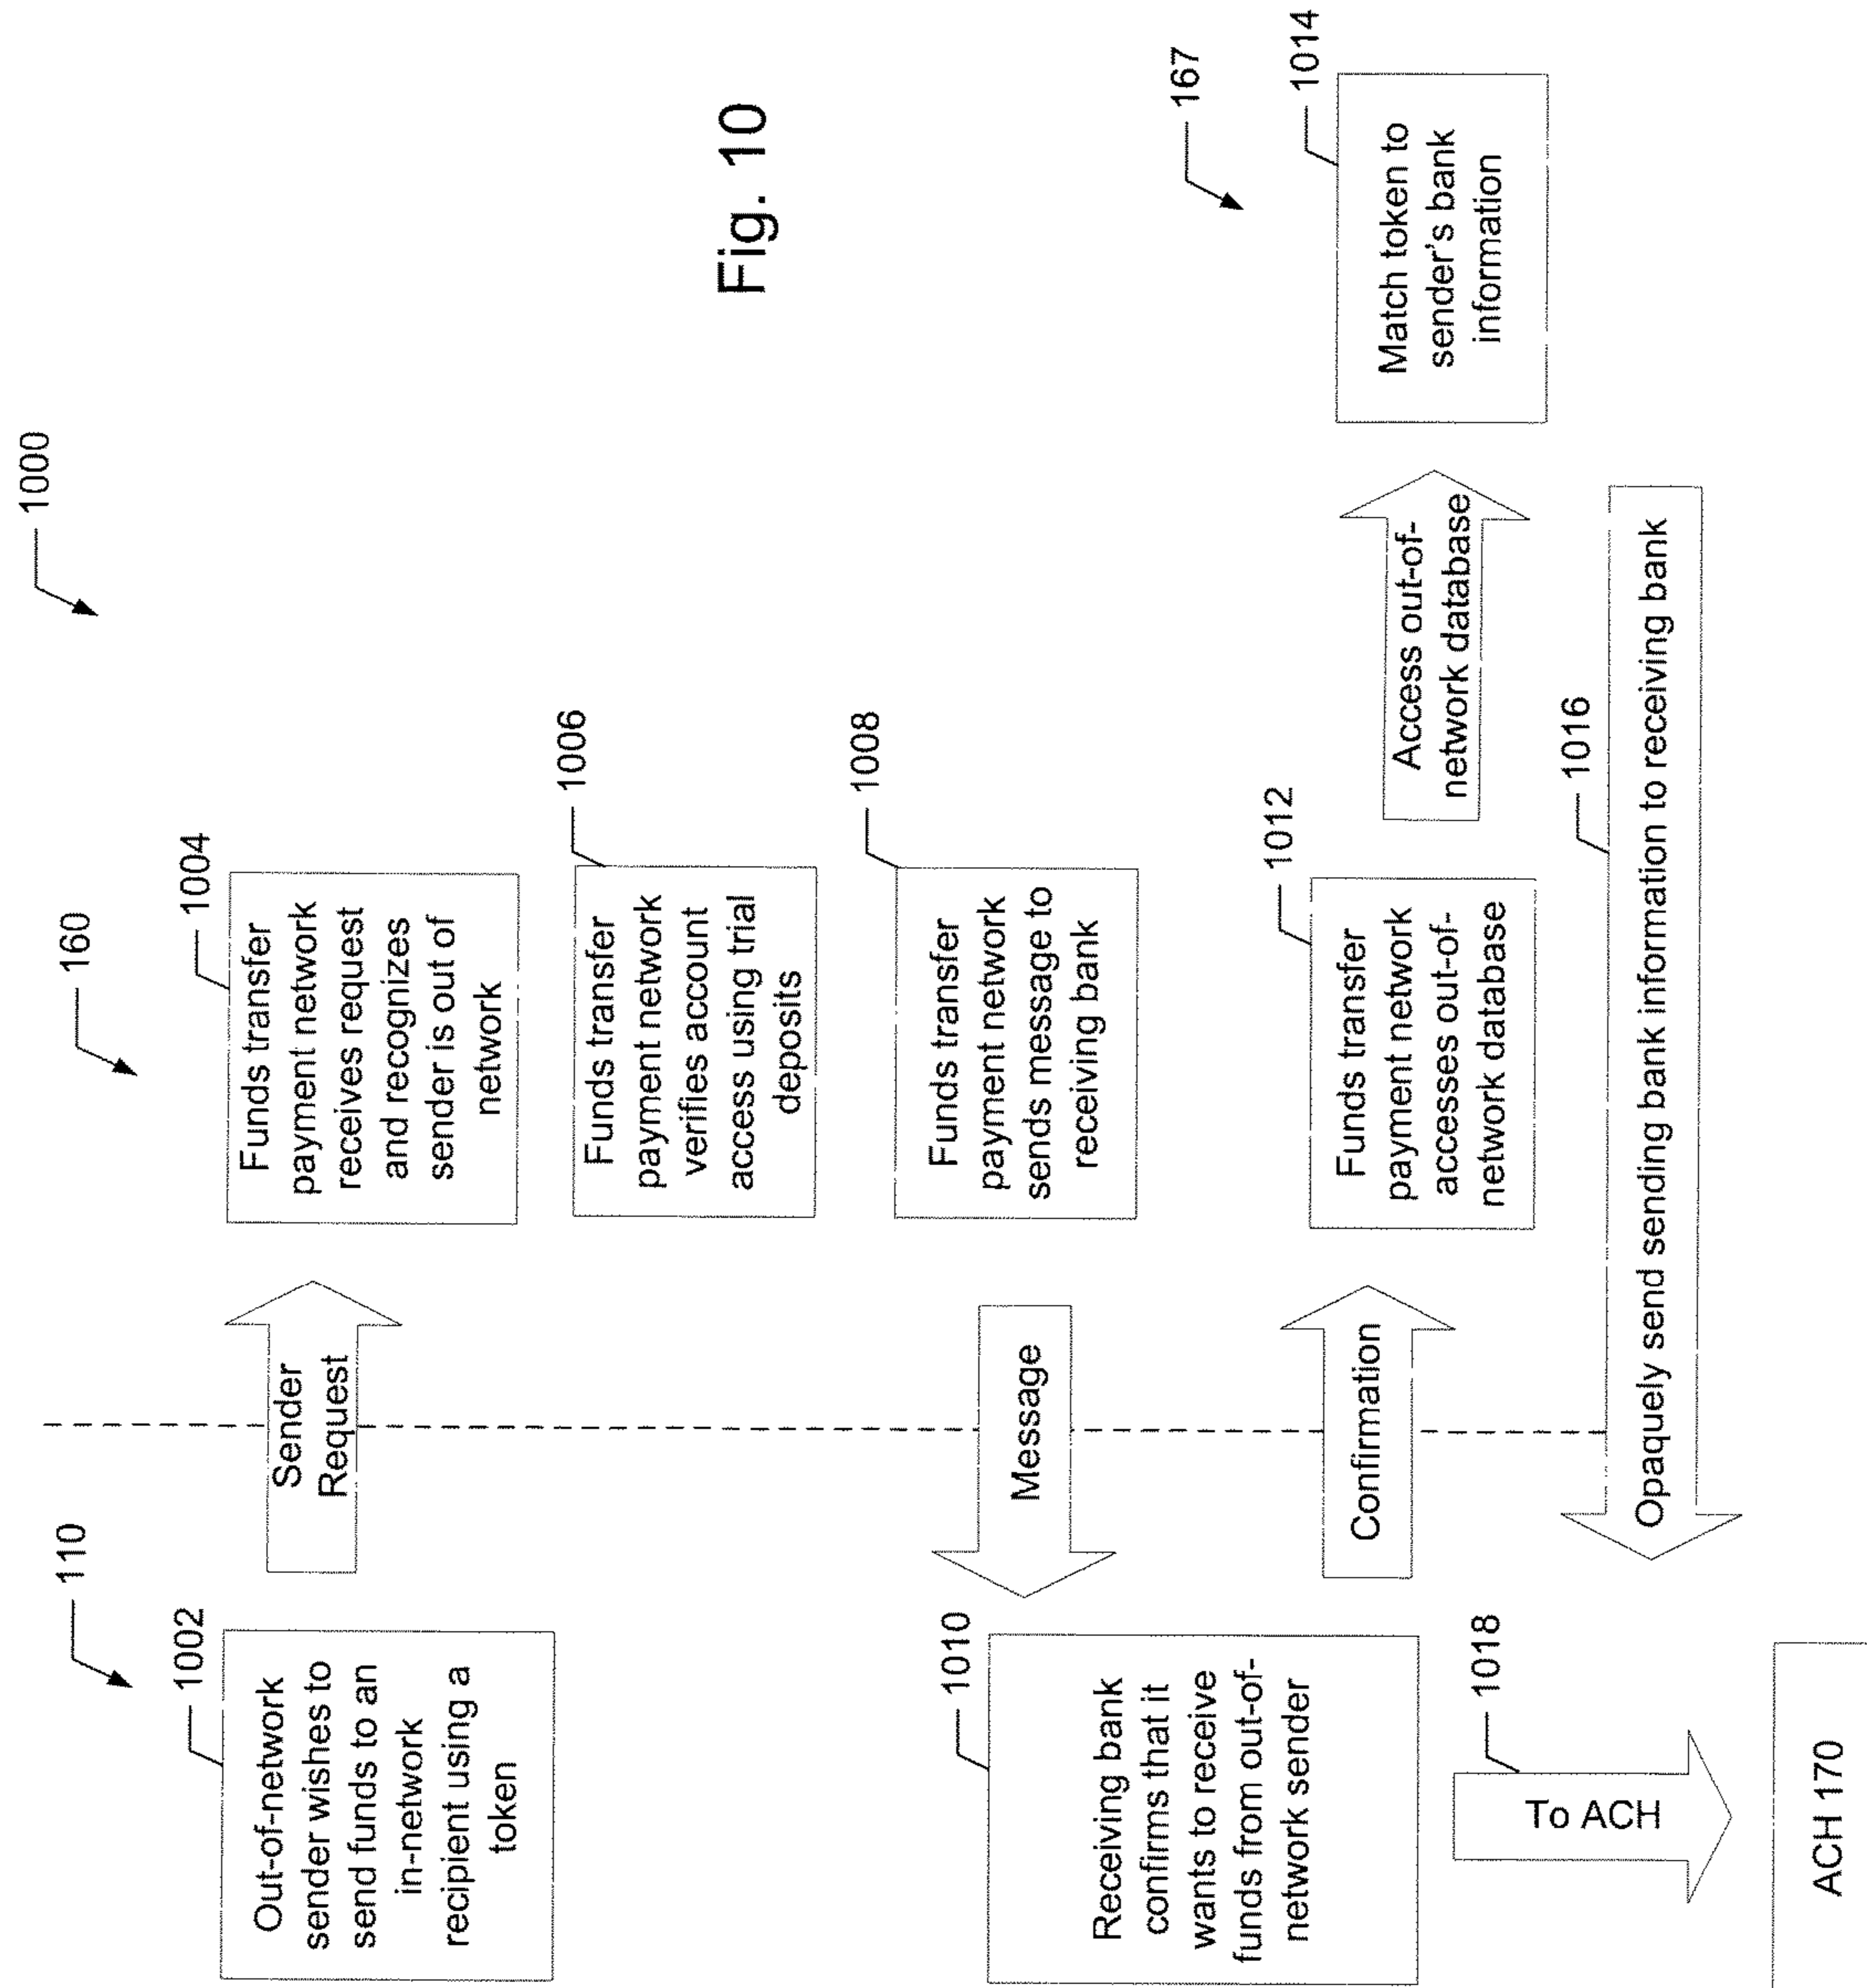 1000
110
160
1002
Out-of-network
sender wishes to
send funds to an
in-network
recipient using a
token
Sender
Request
1004
Funds transfer
payment network
receives request
and recognizes
sender is out of
network
1006
Funds transfer
payment network
verifies account
access using trial
deposits
1008
Funds transfer
payment network
sends message to
receiving bank
Message
1010
Receiving bank
confirms that it
wants to receive
funds from out-of-
network sender
Confirmation
1012
Funds transfer
payment network
accesses out-of-
network database
Access out-of-
network database
167
1014
Match token to
sender's bank
information
1016
Opaquely send sending bank information to receiving bank
1018
To ACH
ACH 170
Fig. 10